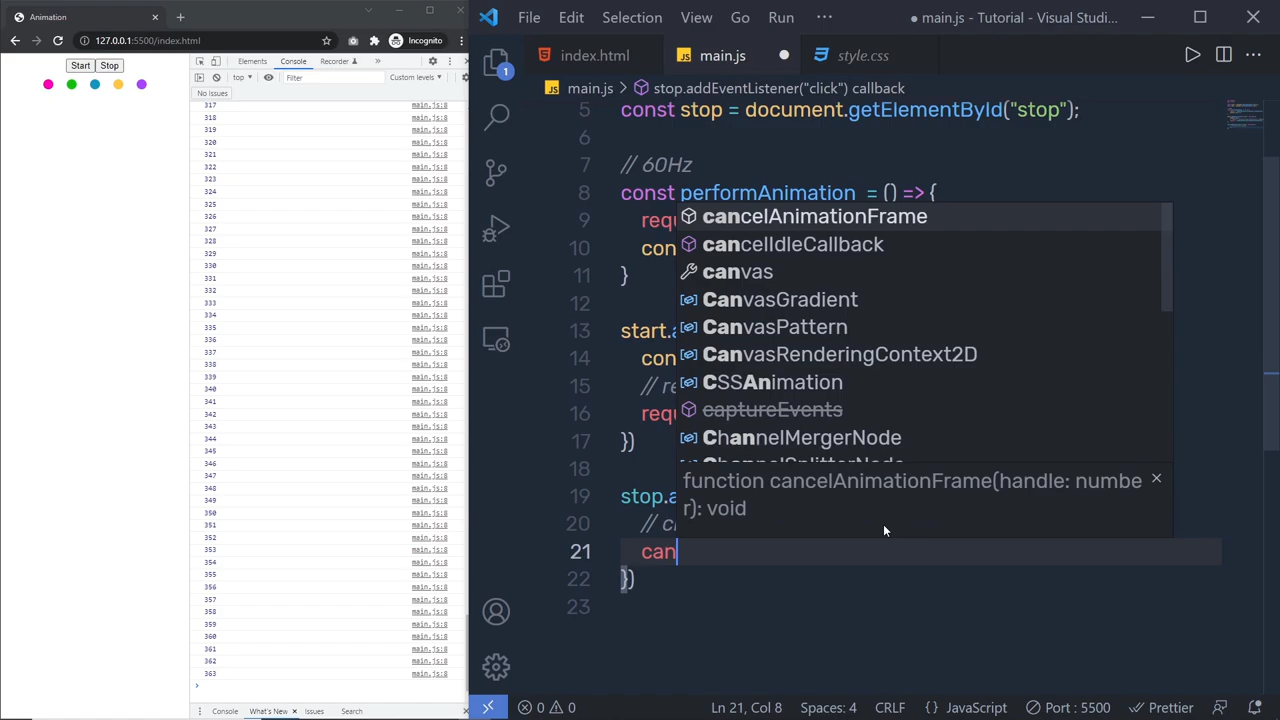 Animation
127.0.0.1:5500/index.html
Incognito
Start Stop
Elements Console Recorder
top Filter Custom levels
No Issues
317 main.js:8
318 main.js:8
319 main.js:8
320 main.js:8
321 main.js:8
322 main.js:8
323 main.js:8
324 main.js:8
325 main.js:8
326 main.js:8
327 main.js:8
328 main.js:8
329 main.js:8
330 main.js:8
331 main.js:8
332 main.js:8
333 main.js:8
334 main.js:8
335 main.js:8
336 main.js:8
337 main.js:8
338 main.js:8
339 main.js:8
340 main.js:8
341 main.js:8
342 main.js:8
343 main.js:8
344 main.js:8
345 main.js:8
346 main.js:8
347 main.js:8
348 main.js:8
349 main.js:8
350 main.js:8
351 main.js:8
352 main.js:8
353 main.js:8
354 main.js:8
355 main.js:8
356 main.js:8
357 main.js:8
358 main.js:8
359 main.js:8
360 main.js:8
361 main.js:8
362 main.js:8
363 main.js:8
Console What's New Issues Search
File Edit Selection View Go Run ··· ● main.js - Tutorial - Visual Studi...
index.html JS main.js style.css
1
JS main.js > stop.addEventListener("click") callback
5 const stop = document.getElementById("stop");
6
7 // 60Hz
8 const performAnimation = () => {
9 requ
10 con
11 }
12
13 start.a
14 con
15 // re
16 requ
17 })
18
19 stop.a
20 // c
21 can
22 })
23
cancelAnimationFrame
cancelIdleCallback
canvas
CanvasGradient
CanvasPattern
CanvasRenderingContext2D
CSSAnimation
captureEvents
ChannelMergerNode
ChannelSplitterNode
function cancelAnimationFrame(handle: numbe
r): void
0 0 Ln 21, Col 8 Spaces: 4 CRLF {} JavaScript Port : 5500 Prettier